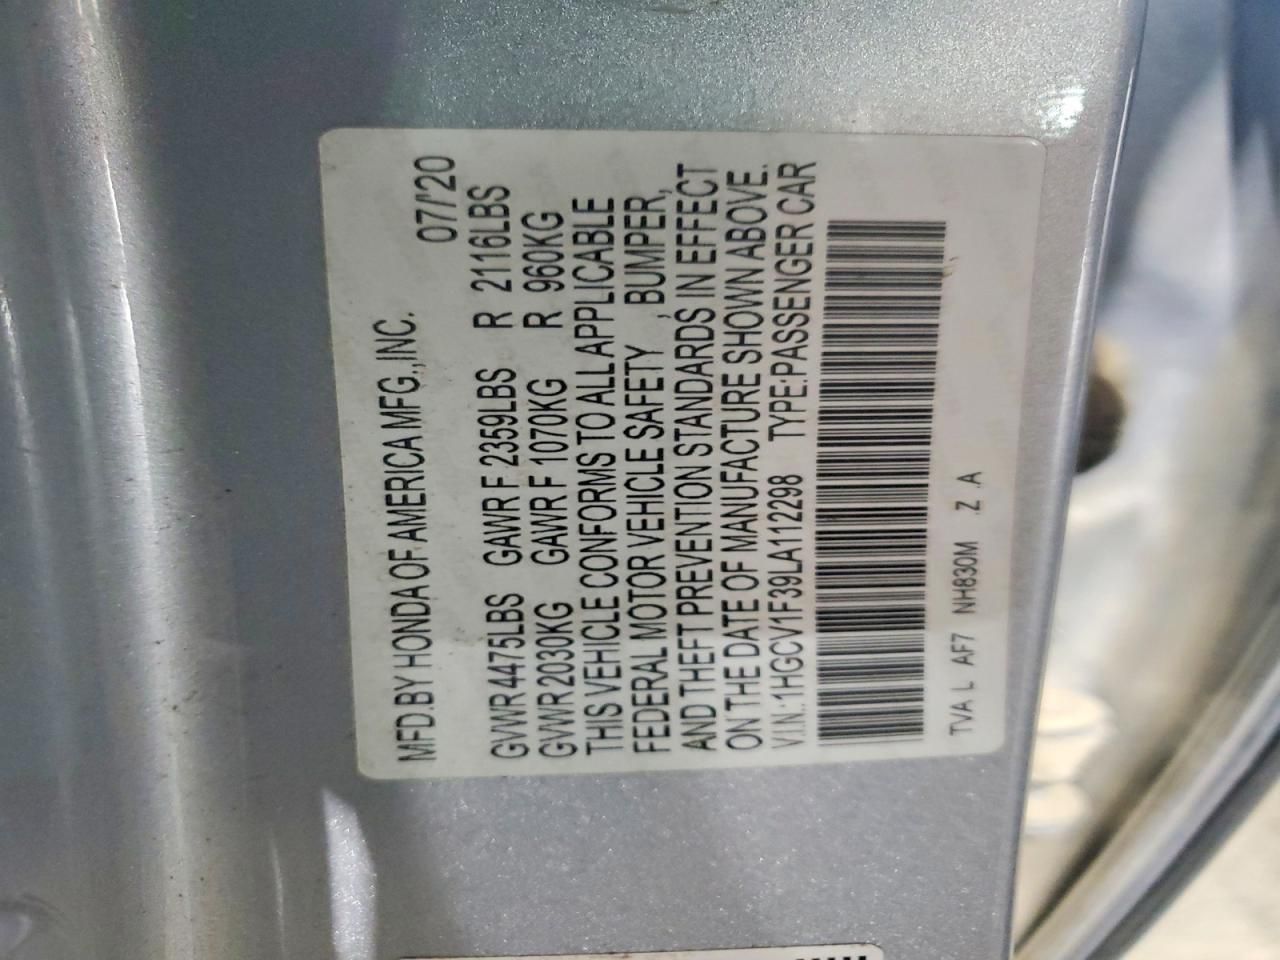 MFD.BY HONDA OF AMERICA MFG.,INC.
07/'20
GVWR 4475LBS GAWR F 2359LBS R 2116LBS
GVWR 2030KG GAWR F 1070KG R 960KG
THIS VEHICLE CONFORMS TO ALL APPLICABLE
FEDERAL MOTOR VEHICLE SAFETY , BUMPER,
AND THEFT PREVENTION STANDARDS IN EFFECT
ON THE DATE OF MANUFACTURE SHOWN ABOVE.
V.I.N.:1HGCV1F39LA112298 TYPE:PASSENGER CAR
TVA L AF7 NH830M Z A